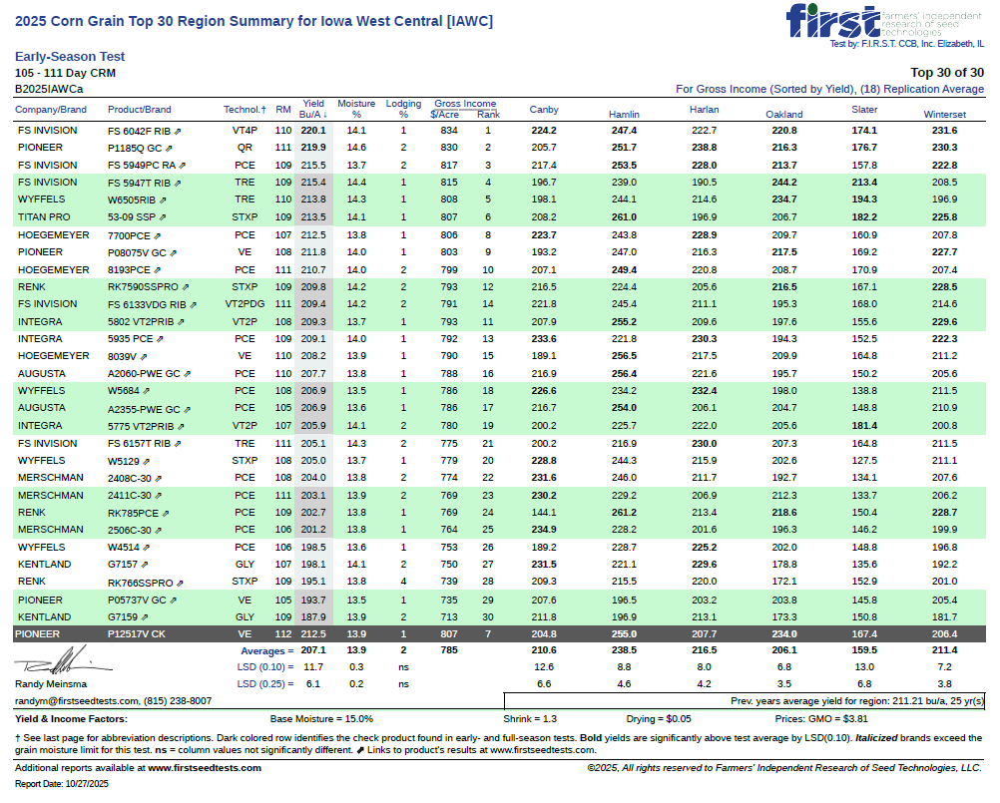 2025 Corn Grain Top 30 Region Summary for Iowa West Central [IAWC]
first farmers' independent research of seed technologies
Test by: F.I.R.S.T. CCB, Inc. Elizabeth, IL
Early-Season Test
105 - 111 Day CRM Top 30 of 30
B2025IAWCa For Gross Income (Sorted by Yield), (18) Replication Average
Company/Brand Product/Brand Technol.† RM Yield Bu/A ↓ Moisture % Lodging % Gross Income $/Acre Rank Canby Hamlin Harlan Oakland Slater Winterset
FS INVISION FS 6042F RIB ⇗ VT4P 110 220.1 14.1 1 834 1 224.2 247.4 222.7 220.8 174.1 231.6
PIONEER P1185Q GC ⇗ QR 111 219.9 14.6 2 830 2 205.7 251.7 238.8 216.3 176.7 230.3
FS INVISION FS 5949PC RA ⇗ PCE 109 215.5 13.7 2 817 3 217.4 253.5 228.0 213.7 157.8 222.8
FS INVISION FS 5947T RIB ⇗ TRE 109 215.4 14.4 1 815 4 196.7 239.0 190.5 244.2 213.4 208.5
WYFFELS W6505RIB ⇗ TRE 110 213.8 14.3 1 808 5 198.1 244.1 214.6 234.7 194.3 196.9
TITAN PRO 53-09 SSP ⇗ STXP 109 213.5 14.1 1 807 6 208.2 261.0 196.9 206.7 182.2 225.8
HOEGEMEYER 7700PCE ⇗ PCE 107 212.5 13.8 1 806 8 223.7 243.8 228.9 209.7 160.9 207.8
PIONEER P08075V GC ⇗ VE 108 211.8 14.0 1 803 9 193.2 247.0 216.3 217.5 169.2 227.7
HOEGEMEYER 8193PCE ⇗ PCE 111 210.7 14.0 2 799 10 207.1 249.4 220.8 208.7 170.9 207.4
RENK RK7590SSPRO ⇗ STXP 109 209.8 14.2 2 793 12 216.5 224.4 205.6 216.5 167.1 228.5
FS INVISION FS 6133VDG RIB ⇗ VT2PDG 111 209.4 14.2 2 791 14 221.8 245.4 211.1 195.3 168.0 214.6
INTEGRA 5802 VT2PRIB ⇗ VT2P 108 209.3 13.7 1 793 11 207.9 255.2 209.6 197.6 155.6 229.6
INTEGRA 5935 PCE ⇗ PCE 109 209.1 14.0 1 792 13 233.6 221.8 230.3 194.3 152.5 222.3
HOEGEMEYER 8039V ⇗ VE 110 208.2 13.9 1 790 15 189.1 256.5 217.5 209.9 164.8 211.2
AUGUSTA A2060-PWE GC ⇗ PCE 110 207.7 13.8 1 788 16 216.9 256.4 221.6 195.7 150.2 205.6
WYFFELS W5684 ⇗ PCE 108 206.9 13.5 1 786 18 226.6 234.2 232.4 198.0 138.8 211.5
AUGUSTA A2355-PWE GC ⇗ PCE 105 206.9 13.6 1 786 17 216.7 254.0 206.1 204.7 148.8 210.9
INTEGRA 5775 VT2PRIB ⇗ VT2P 107 205.9 14.1 2 780 19 200.2 225.7 222.0 205.6 181.4 200.8
FS INVISION FS 6157T RIB ⇗ TRE 111 205.1 14.3 2 775 21 200.2 216.9 230.0 207.3 164.8 211.5
WYFFELS W5129 ⇗ STXP 108 205.0 13.7 1 779 20 228.8 244.3 215.9 202.6 127.5 211.1
MERSCHMAN 2408C-30 ⇗ PCE 108 204.0 13.8 2 774 22 231.6 246.0 211.7 192.7 134.1 207.6
MERSCHMAN 2411C-30 ⇗ PCE 111 203.1 13.9 2 769 23 230.2 229.2 206.9 212.3 133.7 206.2
RENK RK785PCE ⇗ PCE 109 202.7 13.8 2 769 24 144.1 261.2 213.4 218.6 150.4 228.7
MERSCHMAN 2506C-30 ⇗ PCE 106 201.2 13.8 1 764 25 234.9 228.2 201.6 196.3 146.2 199.9
WYFFELS W4514 ⇗ PCE 106 198.5 13.6 1 753 26 189.2 228.7 225.2 202.0 148.8 196.8
KENTLAND G7157 ⇗ GLY 107 198.1 14.1 2 750 27 231.5 221.1 229.6 178.8 135.6 192.2
RENK RK766SSPRO ⇗ STXP 109 195.1 13.8 4 739 28 209.3 215.5 220.0 172.1 152.9 201.0
PIONEER P05737V GC ⇗ VE 105 193.7 13.5 1 735 29 207.6 196.5 203.2 203.8 145.8 205.4
KENTLAND G7159 ⇗ GLY 109 187.9 13.9 2 713 30 211.8 196.9 213.1 173.3 150.8 181.7
PIONEER P12517V CK VE 112 212.5 13.9 1 807 7 204.8 255.0 207.7 234.0 167.4 206.4
Averages = 207.1 13.9 2 785 210.6 238.5 216.5 206.1 159.5 211.4
LSD (0.10) = 11.7 0.3 ns 12.6 8.8 8.0 6.8 13.0 7.2
Randy Meinsma LSD (0.25) = 6.1 0.2 ns 6.6 4.6 4.2 3.5 6.8 3.8
randym@firstseedtests.com, (815) 238-8007 Prev. years average yield for region: 211.21 bu/a, 25 yr(s)
Yield & Income Factors: Base Moisture = 15.0% Shrink = 1.3 Drying = $0.05 Prices: GMO = $3.81
† See last page for abbreviation descriptions. Dark colored row identifies the check product found in early- and full-season tests. Bold yields are significantly above test average by LSD(0.10). Italicized brands exceed the
grain moisture limit for this test. ns = column values not significantly different. ⇗ Links to product's results at www.firstseedtests.com.
Additional reports available at www.firstseedtests.com ©2025, All rights reserved to Farmers' Independent Research of Seed Technologies, LLC.
Report Date: 10/27/2025